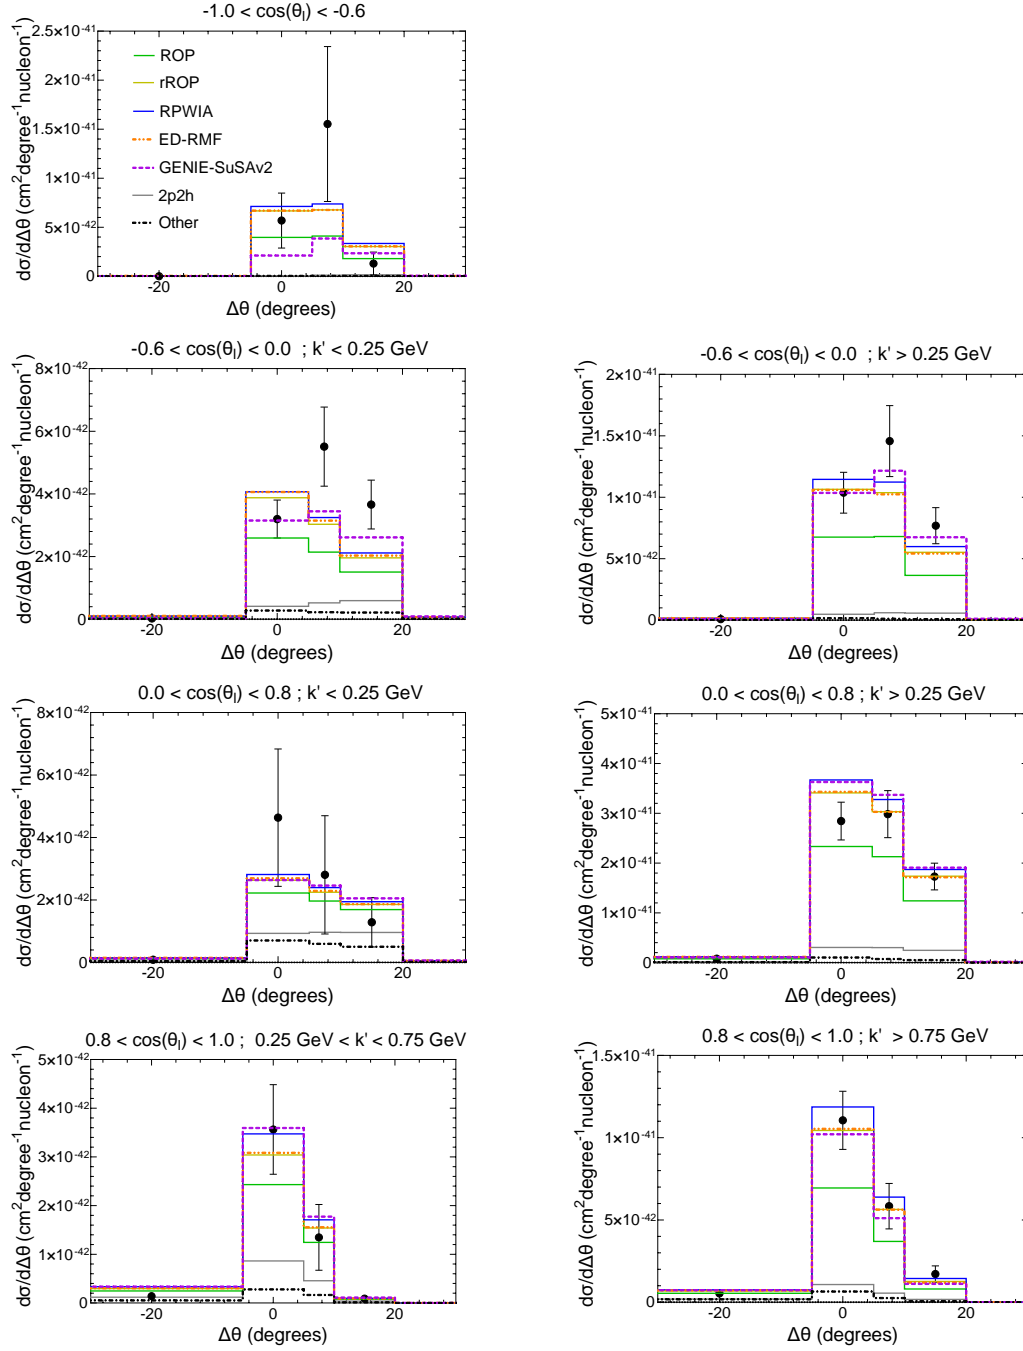 -1.0 < cos(θl) < -0.6
dσ/dΔθ (cm²degree⁻¹nucleon⁻¹)
2.5×10⁻⁴¹
2×10⁻⁴¹
1.5×10⁻⁴¹
1×10⁻⁴¹
5×10⁻⁴²
0
ROP
rROP
RPWIA
ED-RMF
GENIE-SuSAv2
2p2h
Other
-20 0 20
Δθ (degrees)
-0.6 < cos(θl) < 0.0 ; k' < 0.25 GeV
dσ/dΔθ (cm²degree⁻¹nucleon⁻¹)
8×10⁻⁴²
6×10⁻⁴²
4×10⁻⁴²
2×10⁻⁴²
0
-20 0 20
Δθ (degrees)
-0.6 < cos(θl) < 0.0 ; k' > 0.25 GeV
dσ/dΔθ (cm²degree⁻¹nucleon⁻¹)
2×10⁻⁴¹
1.5×10⁻⁴¹
1×10⁻⁴¹
5×10⁻⁴²
0
-20 0 20
Δθ (degrees)
0.0 < cos(θl) < 0.8 ; k' < 0.25 GeV
dσ/dΔθ (cm²degree⁻¹nucleon⁻¹)
8×10⁻⁴²
6×10⁻⁴²
4×10⁻⁴²
2×10⁻⁴²
0
-20 0 20
Δθ (degrees)
0.0 < cos(θl) < 0.8 ; k' > 0.25 GeV
dσ/dΔθ (cm²degree⁻¹nucleon⁻¹)
5×10⁻⁴¹
4×10⁻⁴¹
3×10⁻⁴¹
2×10⁻⁴¹
1×10⁻⁴¹
0
-20 0 20
Δθ (degrees)
0.8 < cos(θl) < 1.0 ; 0.25 GeV < k' < 0.75 GeV
dσ/dΔθ (cm²degree⁻¹nucleon⁻¹)
5×10⁻⁴²
4×10⁻⁴²
3×10⁻⁴²
2×10⁻⁴²
1×10⁻⁴²
0
-20 0 20
Δθ (degrees)
0.8 < cos(θl) < 1.0 ; k' > 0.75 GeV
dσ/dΔθ (cm²degree⁻¹nucleon⁻¹)
1.5×10⁻⁴¹
1×10⁻⁴¹
5×10⁻⁴²
0
-20 0 20
Δθ (degrees)